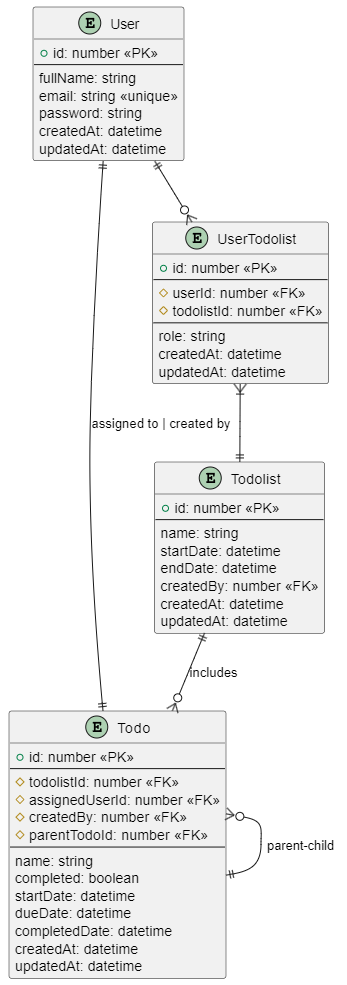 E User
id: number «PK»
fullName: string
email: string «unique»
password: string
createdAt: datetime
updatedAt: datetime
E UserTodolist
id: number «PK»
userId: number «FK»
todolistId: number «FK»
role: string
createdAt: datetime
updatedAt: datetime
assigned to | created by
E Todolist
id: number «PK»
name: string
startDate: datetime
endDate: datetime
createdBy: number «FK»
createdAt: datetime
updatedAt: datetime
includes
E Todo
id: number «PK»
todolistId: number «FK»
assignedUserId: number «FK»
createdBy: number «FK»
parentTodoId: number «FK»
parent-child
name: string
completed: boolean
startDate: datetime
dueDate: datetime
completedDate: datetime
createdAt: datetime
updatedAt: datetime